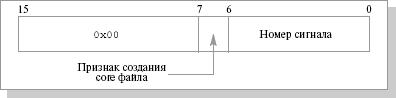 15 7 6 0
0x00 Номер сигнала
Признак создания
core файла